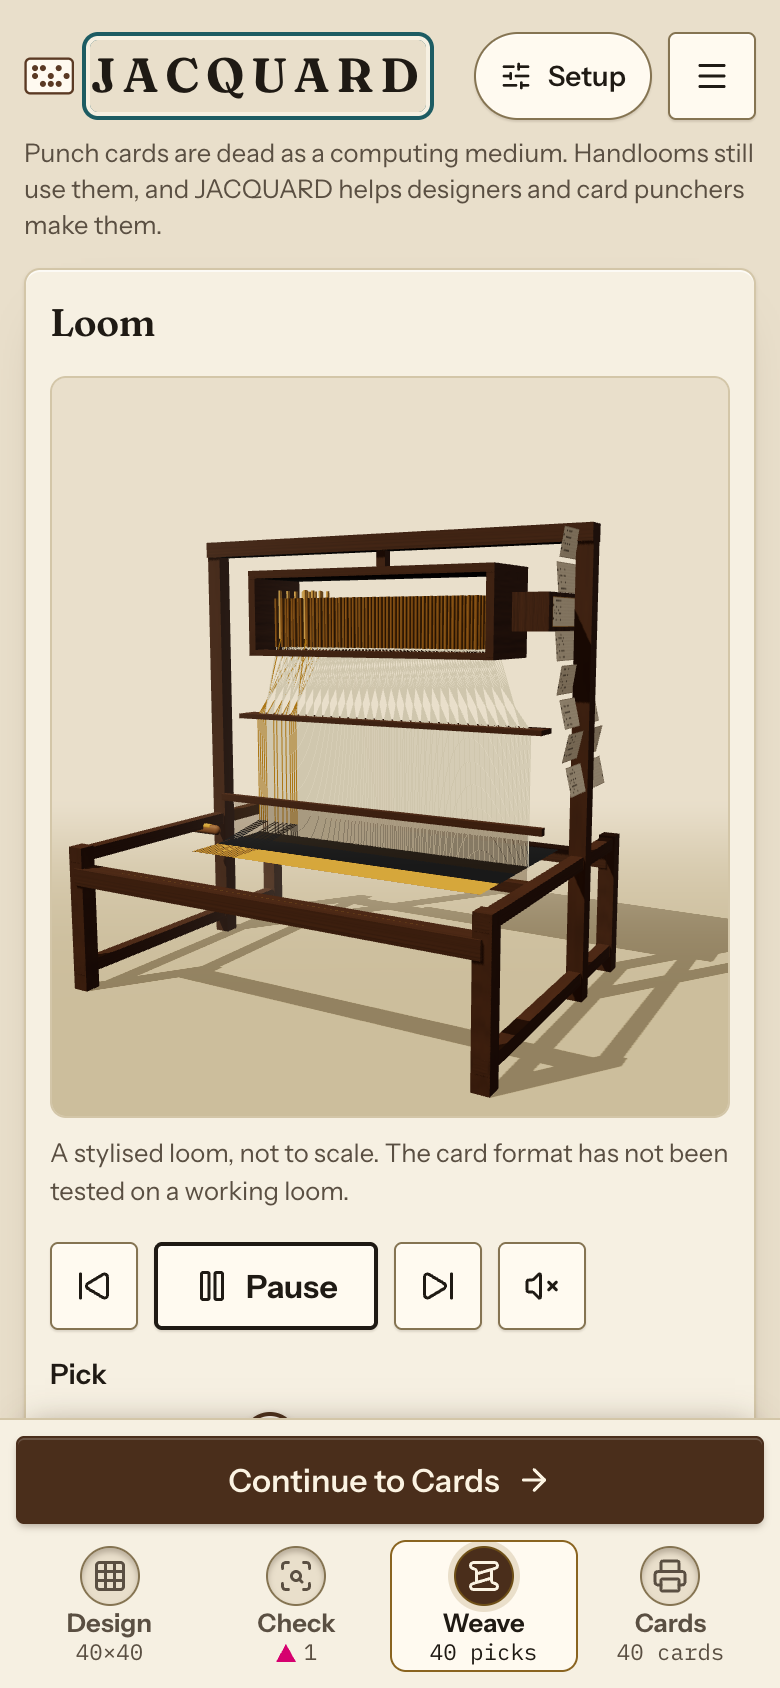 JACQUARD
Setup
Punch cards are dead as a computing medium. Handlooms still
use them, and JACQUARD helps designers and card punchers
make them.
Loom
A stylised loom, not to scale. The card format has not been
tested on a working loom.
Pause
Pick
Continue to Cards
Design
40×40
Check
1
Weave
40 picks
Cards
40 cards